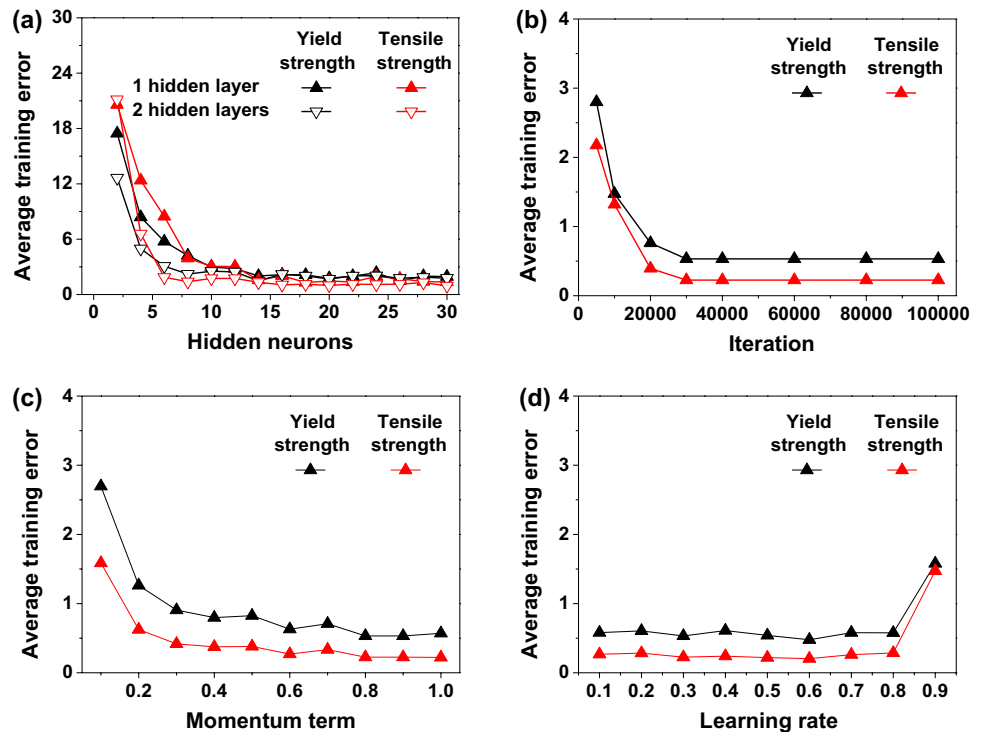 (a)
30
24
18
12
6
0
Average training error
Yield Tensile
strength strength
1 hidden layer
2 hidden layers
0 5 10 15 20 25 30
Hidden neurons
(b)
4
3
2
1
0
Average training error
Yield Tensile
strength strength
20000 40000 60000 80000 100000
Iteration
(c)
4
3
2
1
0
Average training error
Yield Tensile
strength strength
0.2 0.4 0.6 0.8 1.0
Momentum term
(d)
4
3
2
1
0
Average training error
Yield Tensile
strength strength
0.1 0.2 0.3 0.4 0.5 0.6 0.7 0.8 0.9
Learning rate